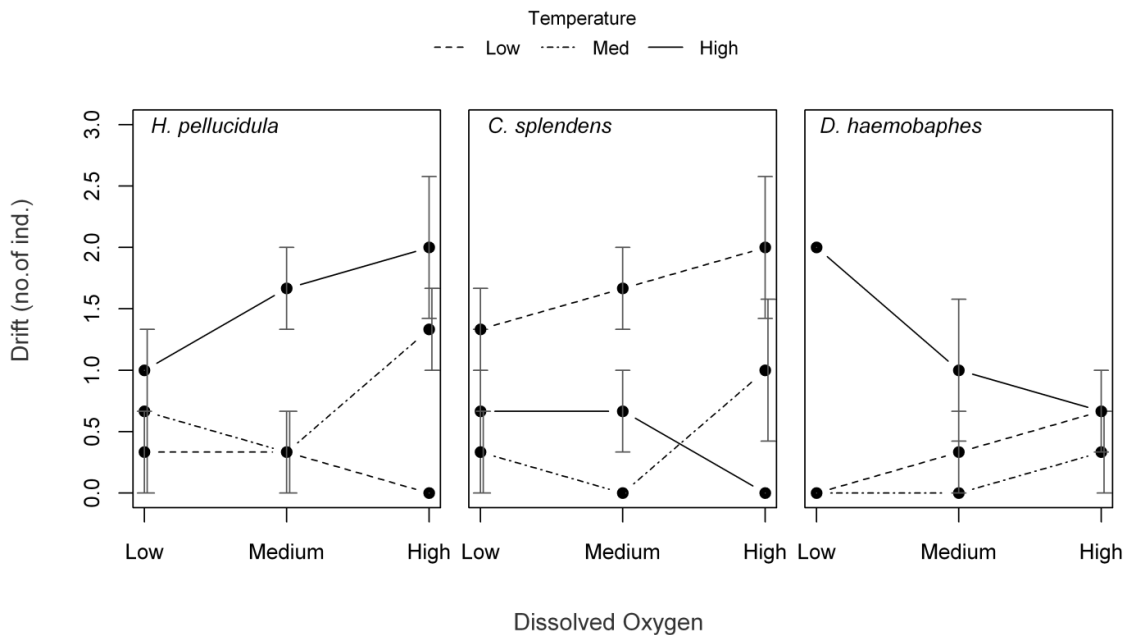 Temperature
Low Med High
H. pellucidula C. splendens D. haemobaphes
Drift (no.of ind.)
3.0
2.5
2.0
1.5
1.0
0.5
0.0
Low Medium High Low Medium High Low Medium High
Dissolved Oxygen